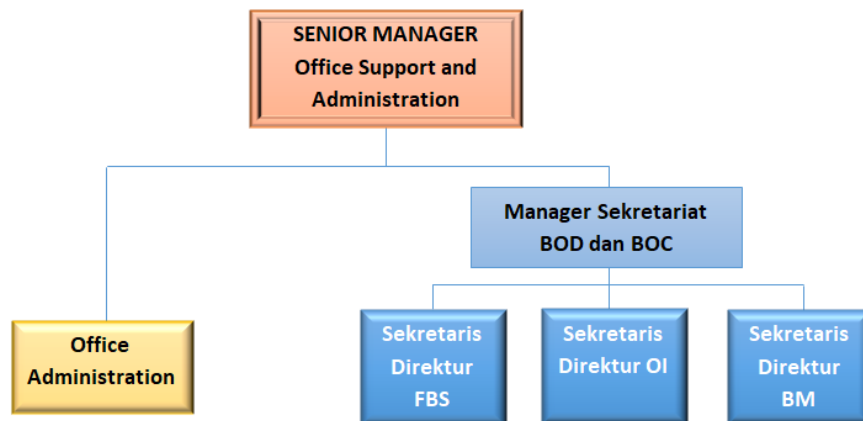 SENIOR MANAGER
Office Support and
Administration
Manager Sekretariat
BOD dan BOC
Office
Administration
Sekretaris
Direktur
FBS
Sekretaris
Direktur OI
Sekretaris
Direktur
BM